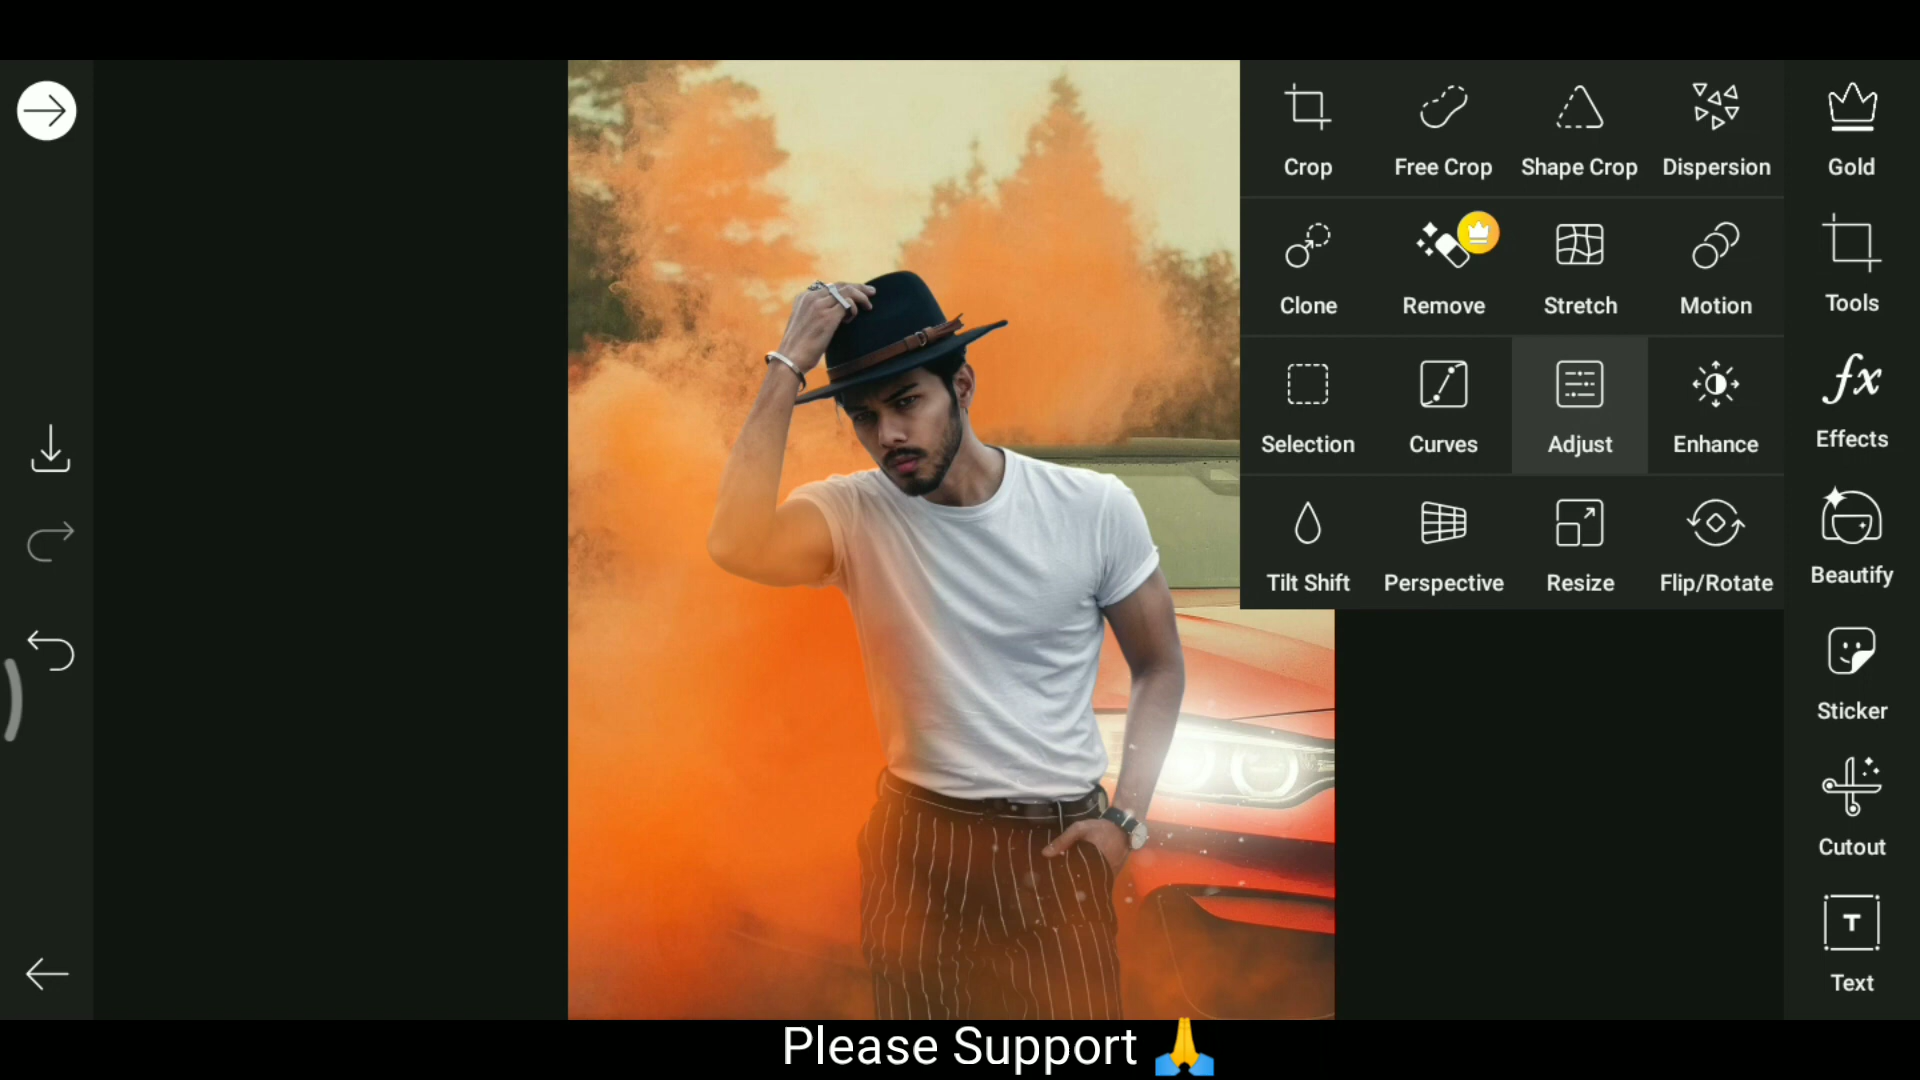 Crop Free Crop Shape Crop Dispersion
Gold
Clone Remove Stretch Motion
Tools
Selection Curves Adjust Enhance
fx
Effects
Tilt Shift Perspective Resize Flip/Rotate
Beautify
Sticker
Cutout
T
Text
Please Support 🙏